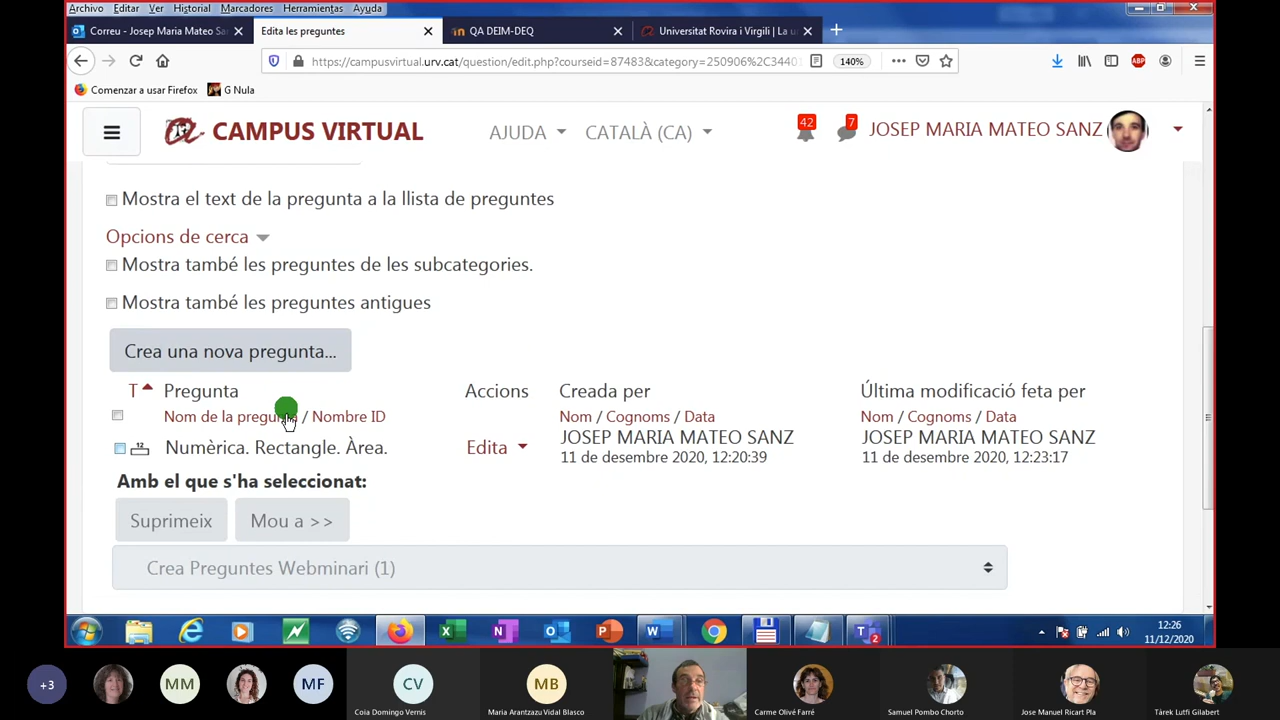 Archivo Editar Ver Historial Marcadores Herramientas Ayuda
Correu - Josep Maria Mateo Sa
Edita les preguntes
QA DEIM-DEQ
Universitat Rovira i Virgili | La u
https://campusvirtual.urv.cat/question/edit.php?courseid=87483&category=250906%2C3440
140%
ABP
Comenzar a usar Firefox
G Nula
CAMPUS VIRTUAL
AJUDA
CATALÀ (CA)
42
7
JOSEP MARIA MATEO SANZ
Mostra el text de la pregunta a la llista de preguntes
Opcions de cerca
Mostra també les preguntes de les subcategories.
Mostra també les preguntes antigues
Crea una nova pregunta...
T Pregunta Accions Creada per Última modificació feta per
Nom de la pregunta / Nombre ID Nom / Cognoms / Data Nom / Cognoms / Data
12 Numèrica. Rectangle. Àrea. Edita JOSEP MARIA MATEO SANZ JOSEP MARIA MATEO SANZ
11 de desembre 2020, 12:20:39 11 de desembre 2020, 12:23:17
Amb el que s'ha seleccionat:
Suprimeix Mou a >>
Crea Preguntes Webminari (1)
12:26
11/12/2020
+3 MM MF CV MB
Coia Domingo Vernis
Maria Arantzazu Vidal Blasco
Carme Olivé Farré
Samuel Pombo Chorto
Jose Manuel Ricart Pla
Tárek Lutfi Gilabert